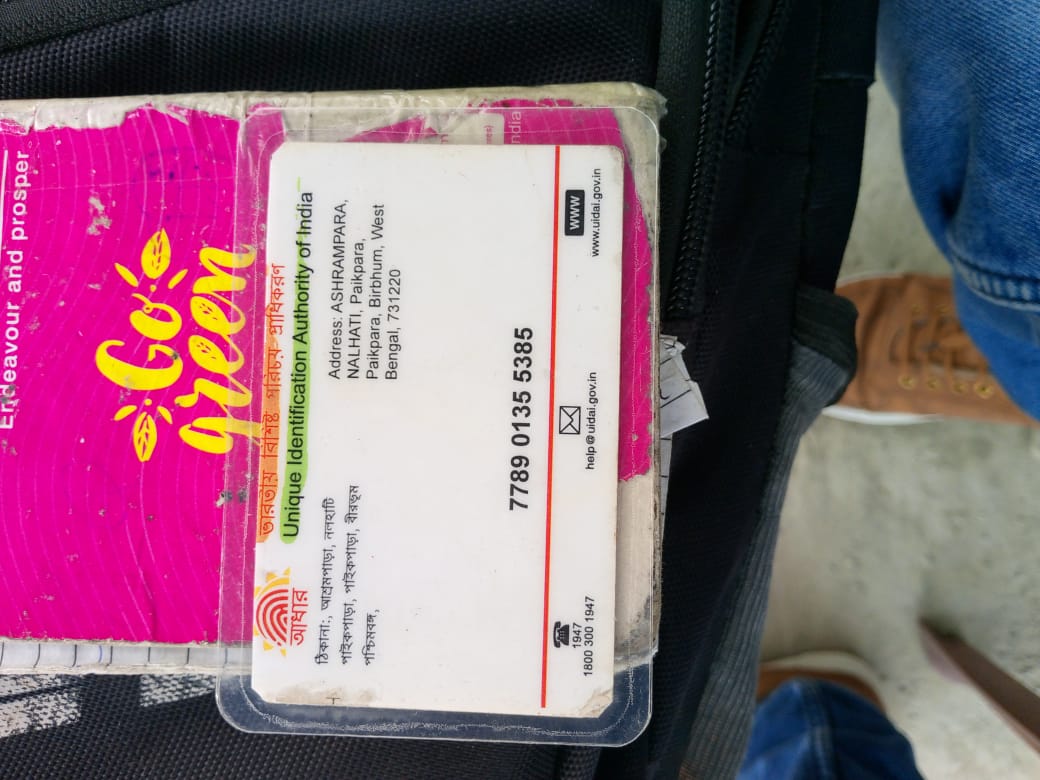 Endeavour and prosper
Go
green
India
আধার
ভারতীয় বিশিষ্ট পরিচয় প্রাধিকরণ
Unique Identification Authority of India
ঠিকানা:, আশ্রমপাড়া, নলহাটি
পাইকপাড়া, পাইকপাড়া, বীরভূম
পশ্চিমবঙ্গ,
Address: ASHRAMPARA,
NALHATI, Paikpara,
Paikpara, Birbhum, West
Bengal, 731220
7789 0135 5385
1947
1800 300 1947
help@uidai.gov.in
WWW
www.uidai.gov.in